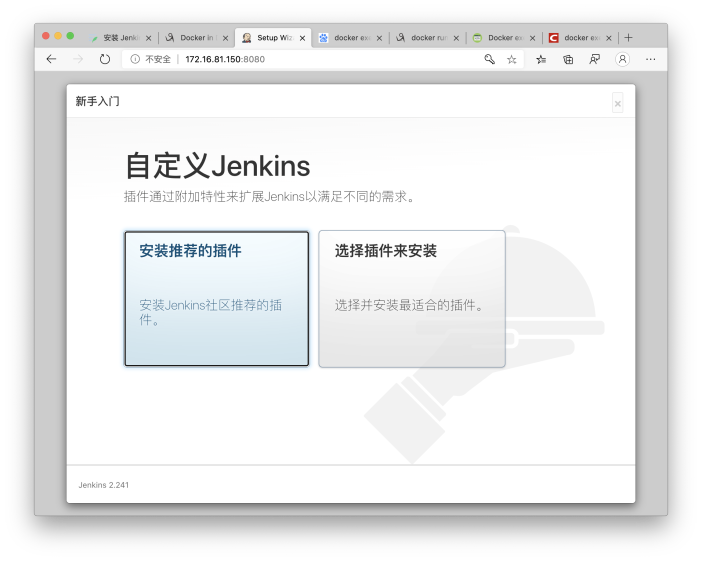 安装 Jenki
Docker in
Setup Wiz
docker exe
docker run
Docker ex
docker exe
不安全 | 172.16.81.150:8080
新手入门
自定义Jenkins
插件通过附加特性来扩展Jenkins以满足不同的需求。
安装推荐的插件
安装Jenkins社区推荐的插
件。
选择插件来安装
选择并安装最适合的插件。
Jenkins 2.241